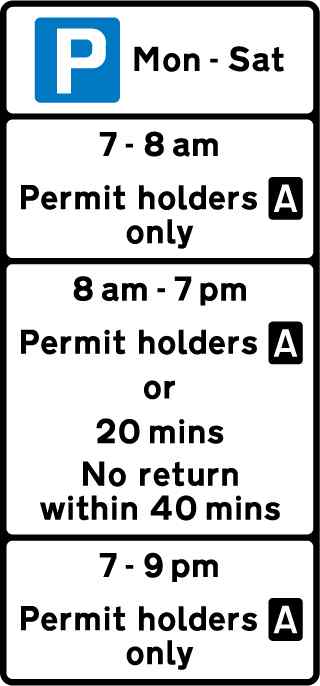 P Mon - Sat
7 - 8 am
Permit holders A
only
8 am - 7 pm
Permit holders A
or
20 mins
No return
within 40 mins
7 - 9 pm
Permit holders A
only